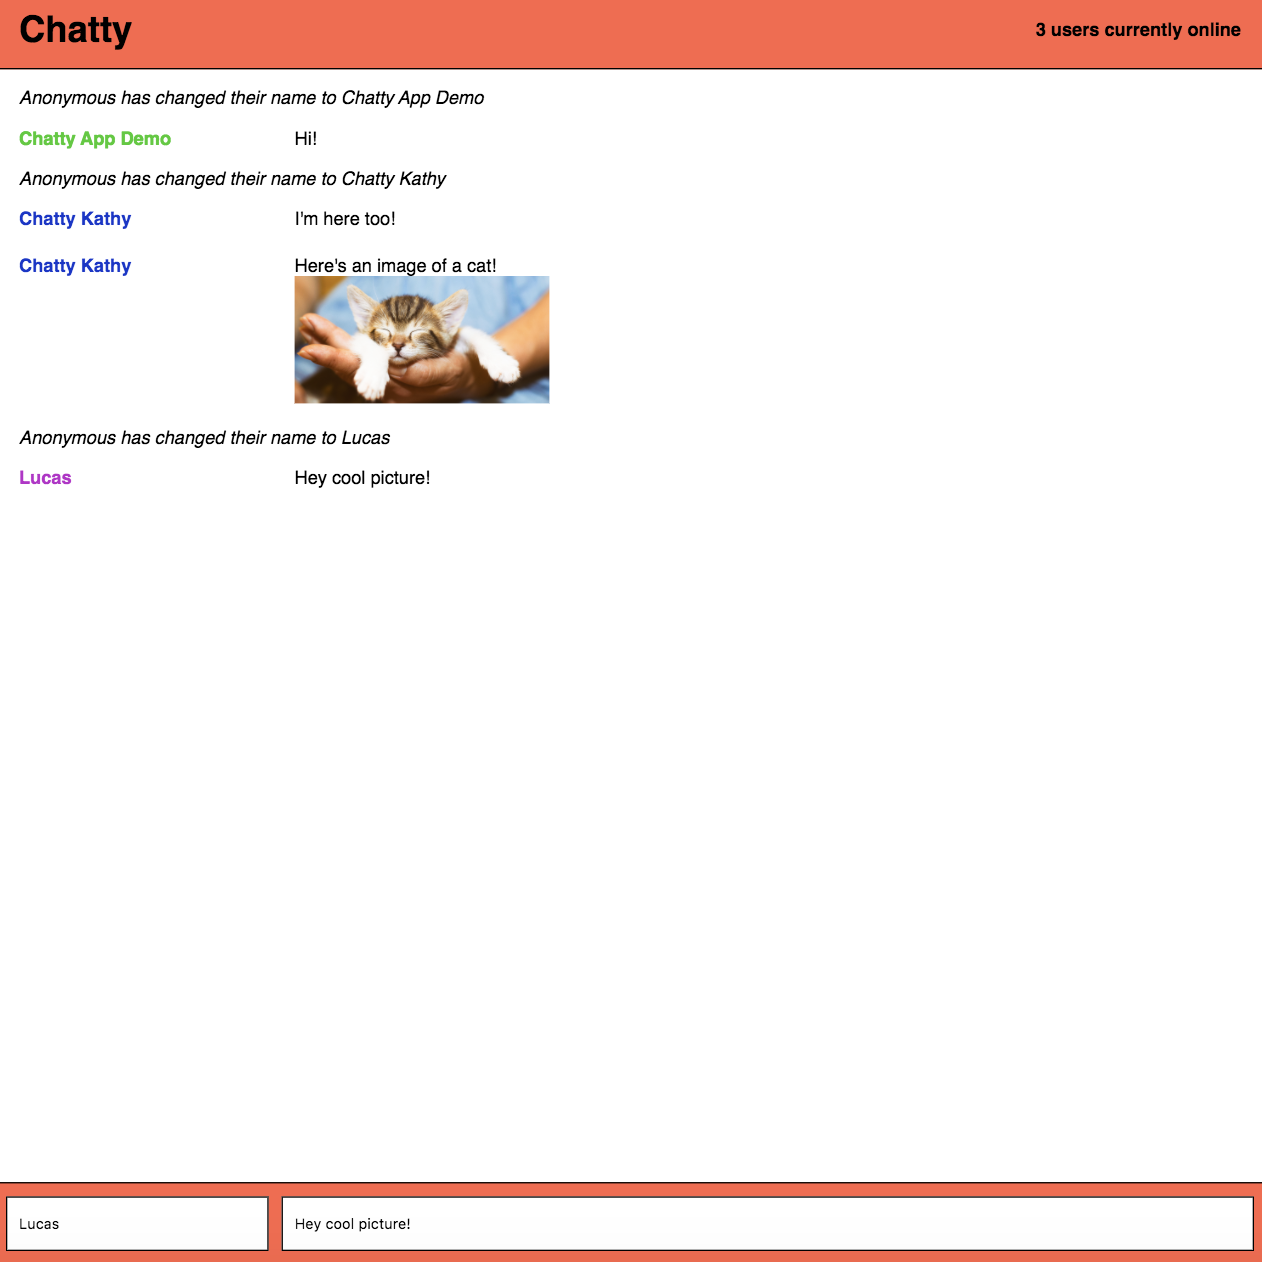 Chatty
3 users currently online
Anonymous has changed their name to Chatty App Demo
Chatty App Demo Hi!
Anonymous has changed their name to Chatty Kathy
Chatty Kathy I'm here too!
Chatty Kathy Here's an image of a cat!
Anonymous has changed their name to Lucas
Lucas Hey cool picture!
Lucas Hey cool picture!